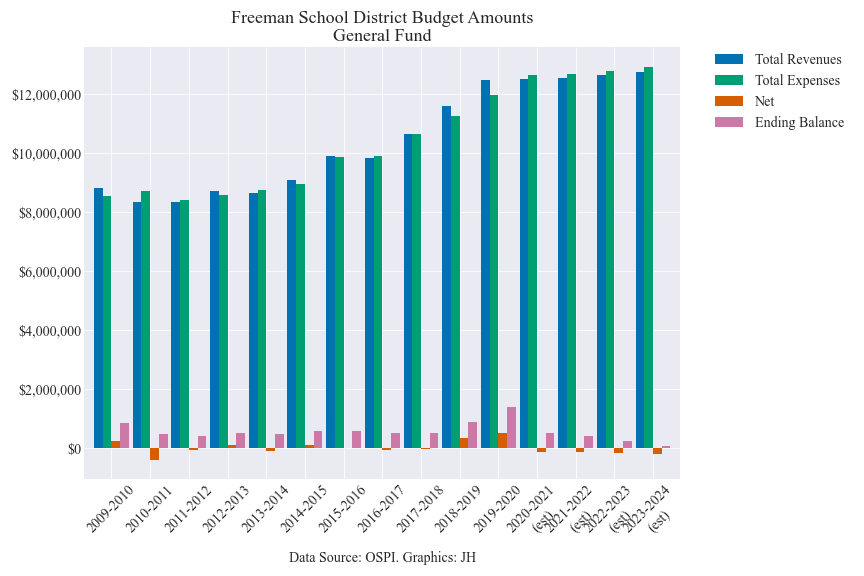 Freeman School District Budget Amounts
General Fund
Total Revenues
Total Expenses
Net
Ending Balance
$12,000,000
$10,000,000
$8,000,000
$6,000,000
$4,000,000
$2,000,000
$0
2009-2010
2010-2011
2011-2012
2012-2013
2013-2014
2014-2015
2015-2016
2016-2017
2017-2018
2018-2019
2019-2020
2020-2021
(est)
2021-2022
(est)
2022-2023
(est)
2023-2024
(est)
Data Source: OSPI. Graphics: JH